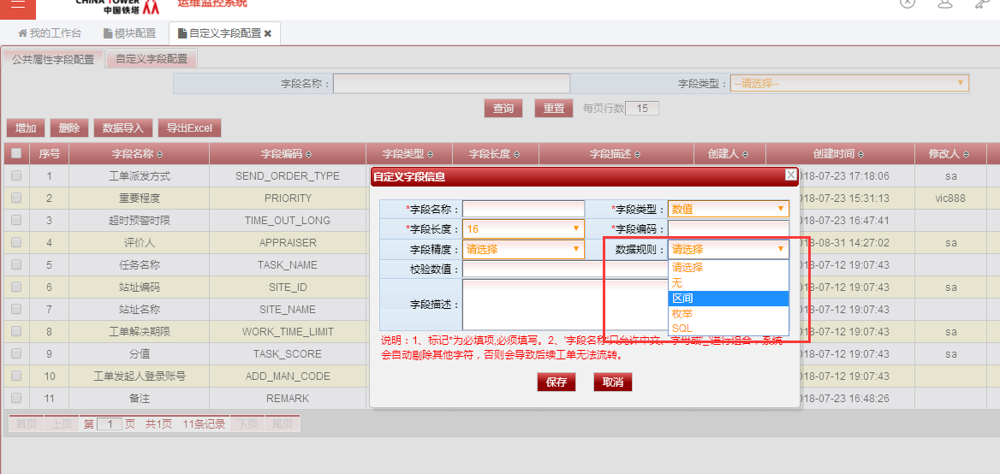 CHINA TOWER
中国铁塔
运维监控系统
我的工作台 模块配置 自定义字段配置
公共属性字段配置 自定义字段配置
字段名称： 字段类型： --请选择--
查询 重置 每页行数 15
增加 删除 数据导入 导出Excel
序号 字段名称 字段编码 字段类型 字段长度 字段描述 创建人 创建时间 修改人
1 工单派发方式 SEND_ORDER_TYPE 018-07-23 17:18:06 sa
2 重要程度 PRIORITY 018-07-23 15:31:13 vic888
3 超时预警时限 TIME_OUT_LONG 018-07-23 16:47:41
4 评价人 APPRAISER 018-08-31 14:27:02 sa
5 任务名称 TASK_NAME 018-07-12 19:07:43
6 站址编码 SITE_ID 018-07-12 19:07:43 sa
7 站址名称 SITE_NAME 018-07-12 19:07:43
8 工单解决期限 WORK_TIME_LIMIT 018-07-12 19:07:43 sa
9 分值 TASK_SCORE 018-07-12 19:07:43 sa
10 工单发起人登录账号 ADD_MAN_CODE 018-07-12 19:07:43
11 备注 REMARK 018-07-23 16:48:26
首页 上页 第 1 页 共1页 11条记录 下页 尾页
自定义字段信息
*字段名称： *字段类型： 数值
*字段长度： 16 *字段编码：
字段精度： 请选择 数据规则： 请选择
校验数值：
字段描述：
请选择
无
区间
枚举
SQL
说明：1、标记*为必填项,必须填写。2、'字段名称'只允许中文、字母或'_'进行组合，系统
会自动剔除其他字符，否则会导致后续工单无法流转。
保存 取消